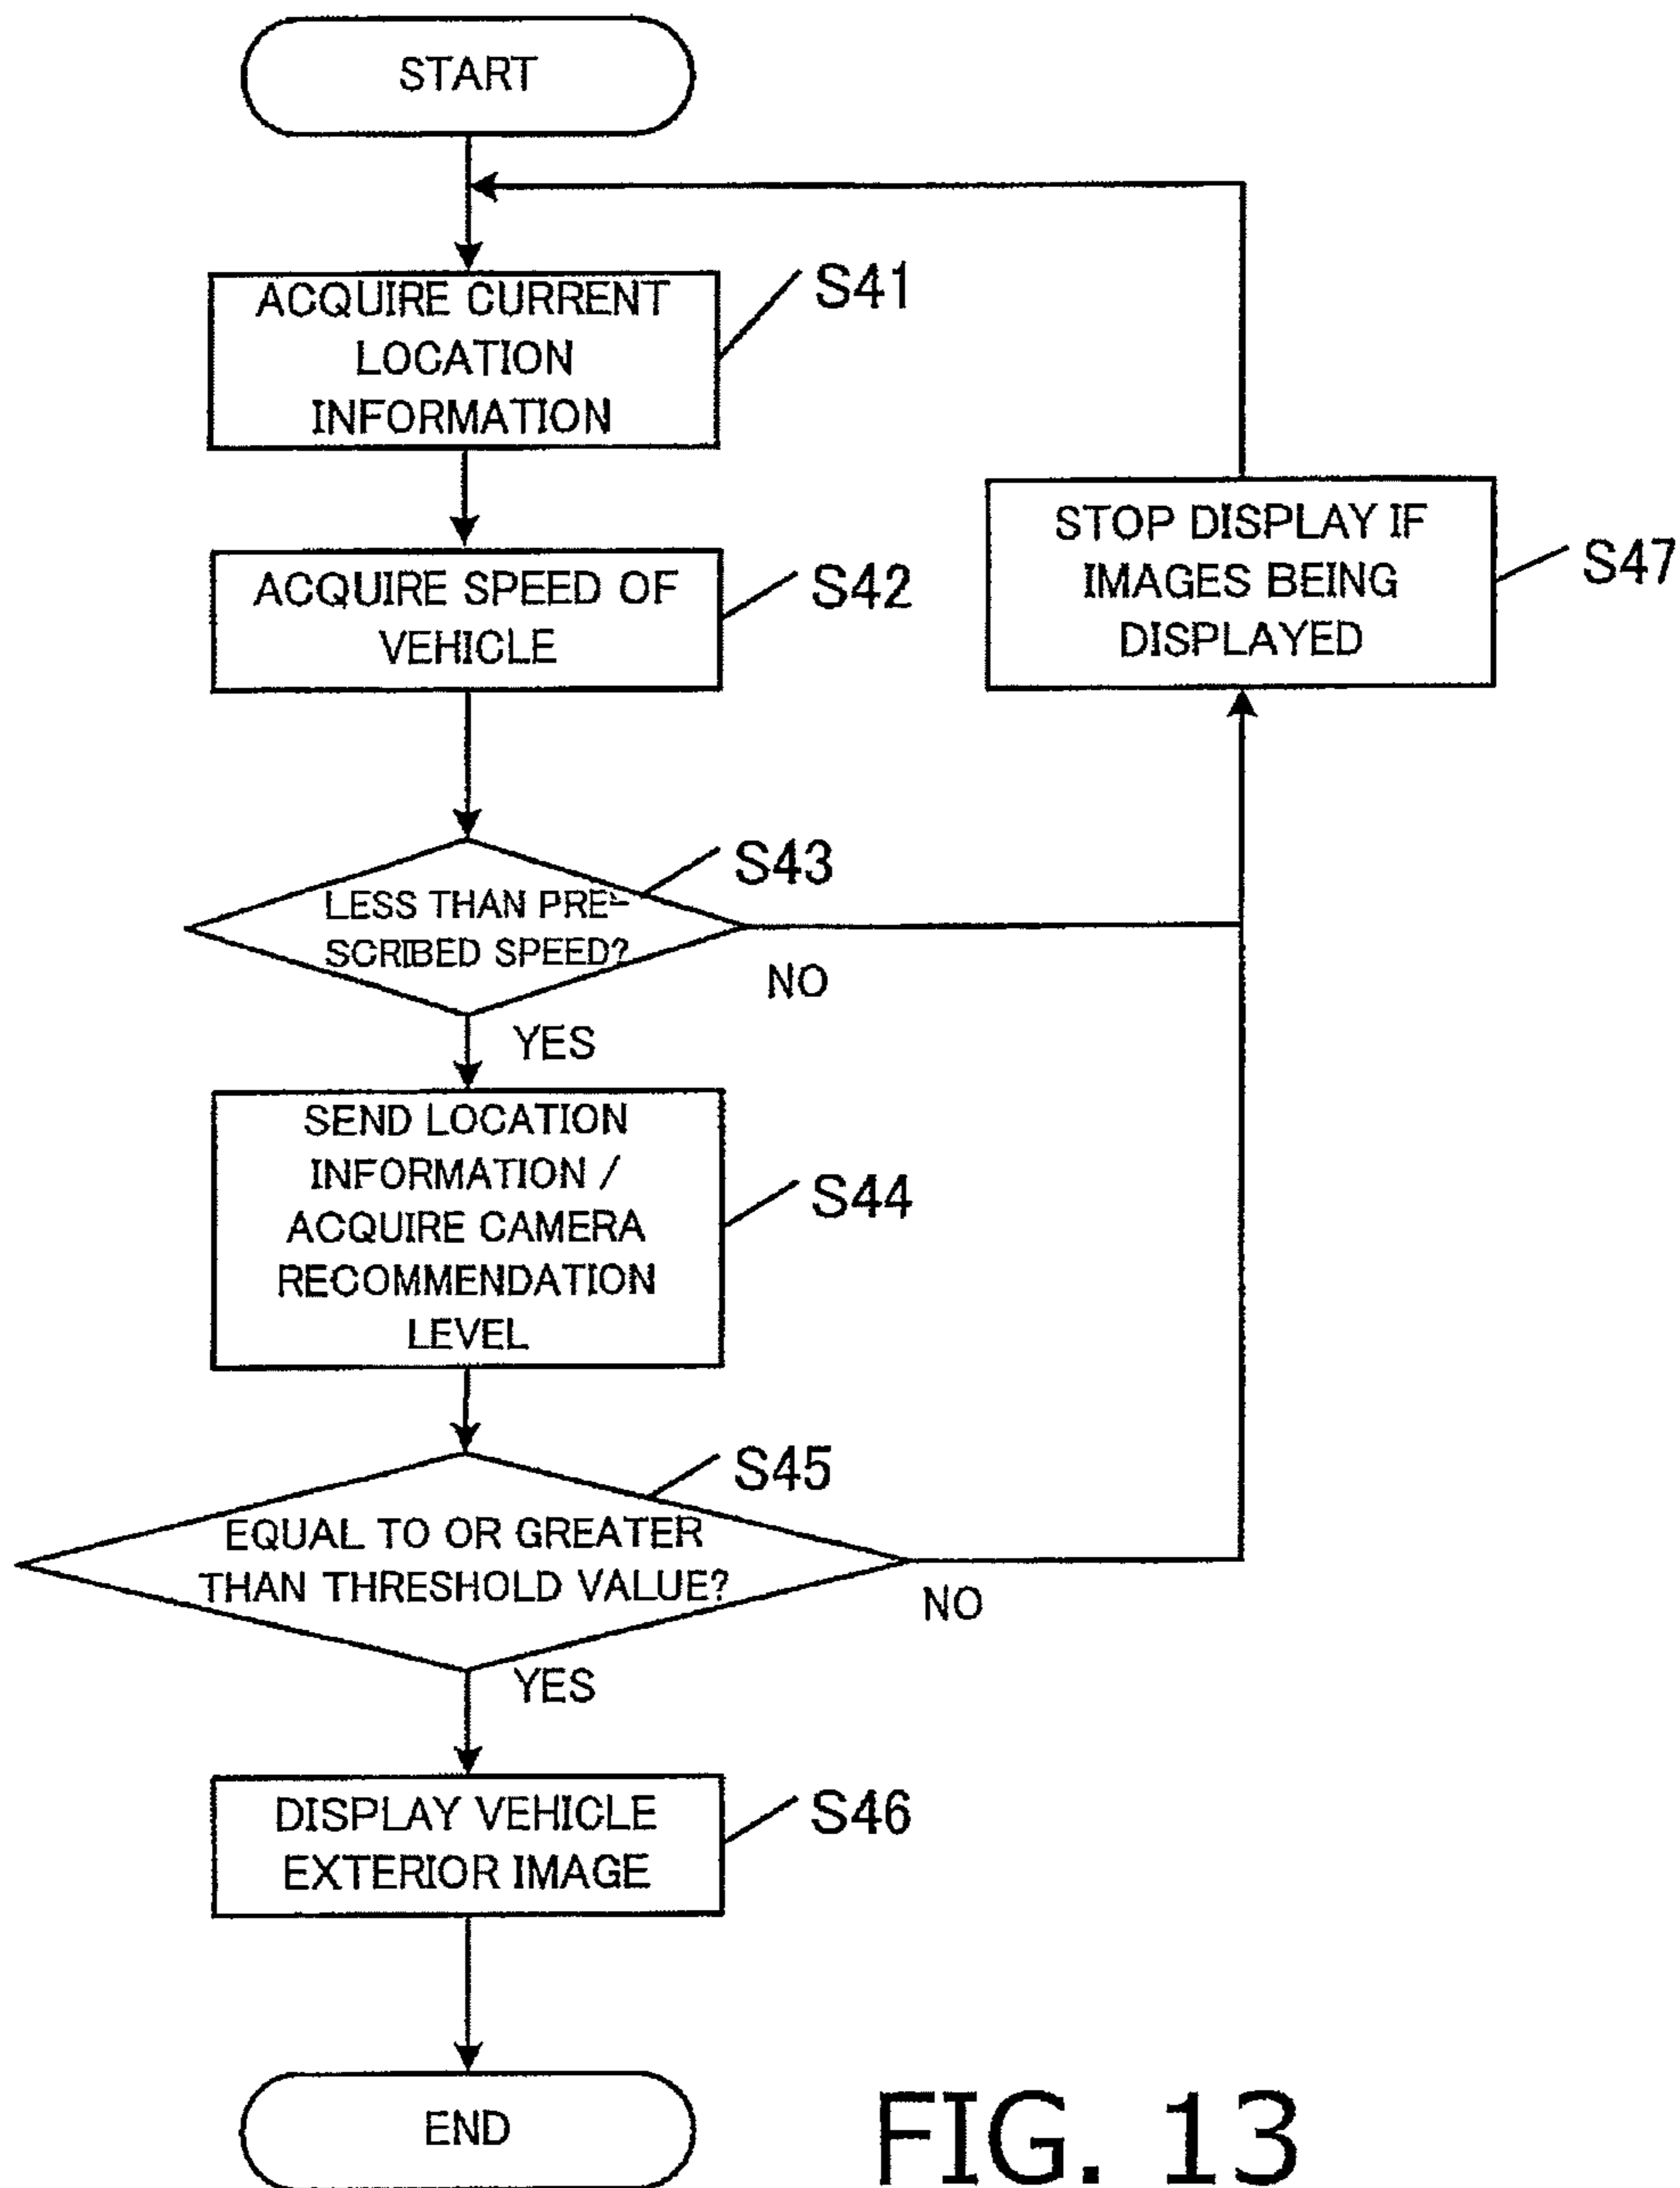 START
ACQUIRE CURRENT
LOCATION
INFORMATION
S41
ACQUIRE SPEED OF
VEHICLE
S42
STOP DISPLAY IF
IMAGES BEING
DISPLAYED
S47
LESS THAN PRE-
SCRIBED SPEED?
S43
NO
YES
SEND LOCATION
INFORMATION /
ACQUIRE CAMERA
RECOMMENDATION
LEVEL
S44
EQUAL TO OR GREATER
THAN THRESHOLD VALUE?
S45
NO
YES
DISPLAY VEHICLE
EXTERIOR IMAGE
S46
END
FIG. 13